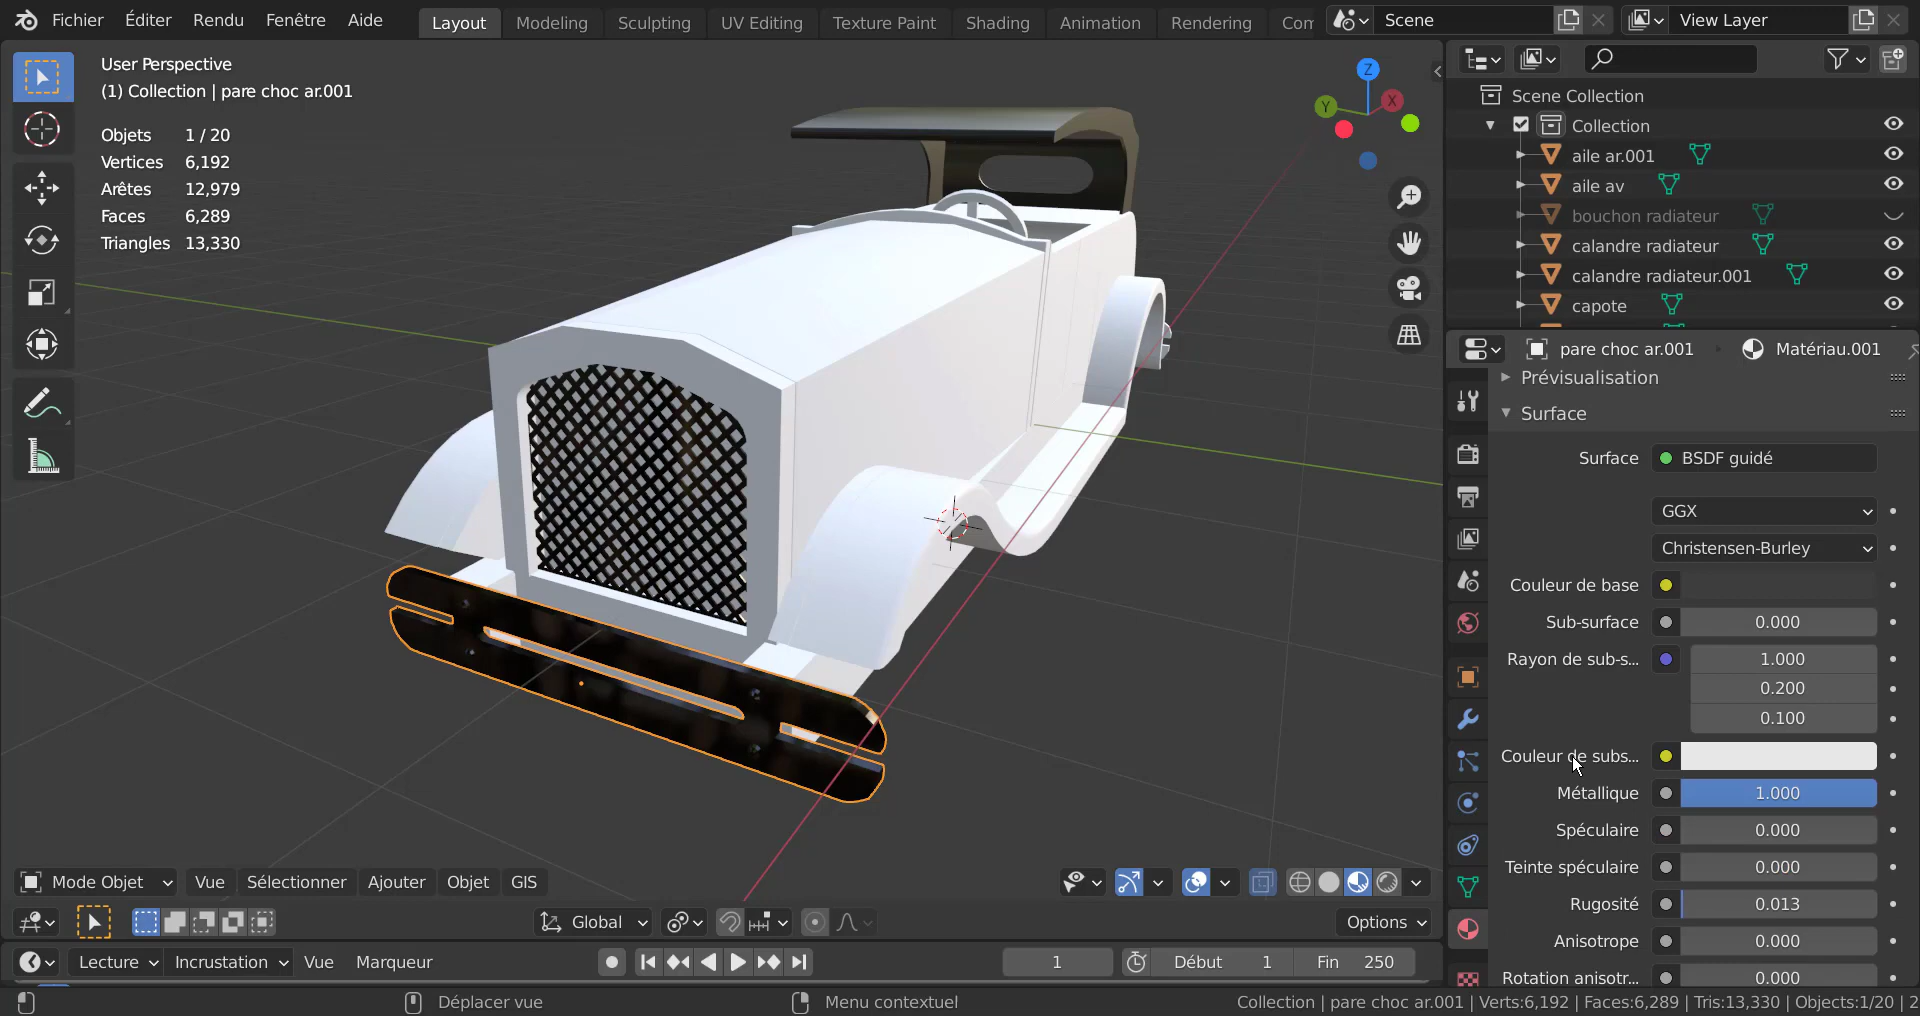 Fichier Éditer Rendu Fenêtre Aide Layout Modeling Sculpting UV Editing Texture Paint Shading Animation Rendering Com Scene View Layer
User Perspective
(1) Collection | pare choc ar.001
Objets 1 / 20
Vertices 6,192
Arêtes 12,979
Faces 6,289
Triangles 13,330
Z
Y
X
Scene Collection
Collection
aile ar.001
aile av
bouchon radiateur
calandre radiateur
calandre radiateur.001
capote
pare choc ar.001 Matériau.001
Prévisualisation
Surface
Surface BSDF guidé
GGX
Christensen-Burley
Couleur de base
Sub-surface 0.000
Rayon de sub-s... 1.000
0.200
0.100
Couleur de subs...
Métallique 1.000
Spéculaire 0.000
Teinte spéculaire 0.000
Rugosité 0.013
Anisotrope 0.000
Rotation anisotr... 0.000
Mode Objet Vue Sélectionner Ajouter Objet GIS
Global Options
Lecture Incrustation Vue Marqueur 1 Début 1 Fin 250
Déplacer vue Menu contextuel Collection | pare choc ar.001 | Verts:6,192 | Faces:6,289 | Tris:13,330 | Objects:1/20 | 2